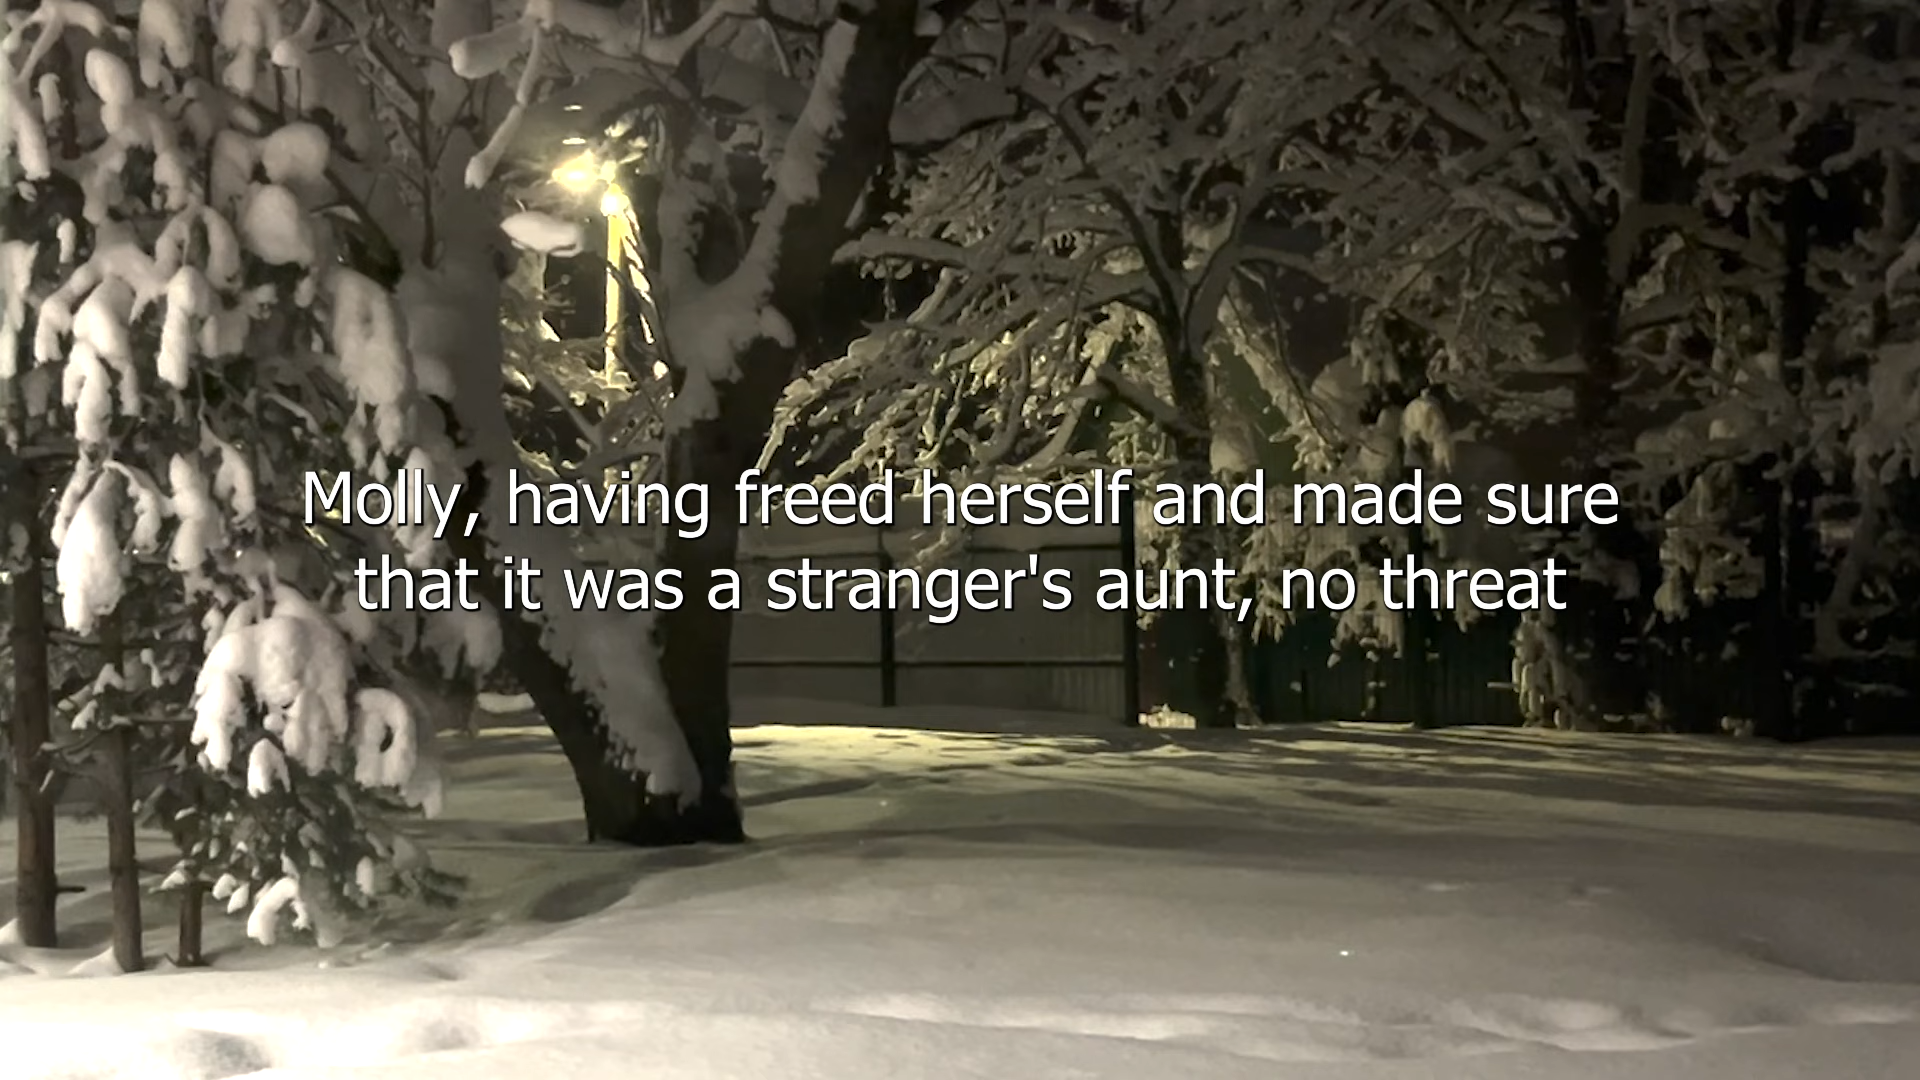 Molly, having freed herself and made sure
that it was a stranger's aunt, no threat